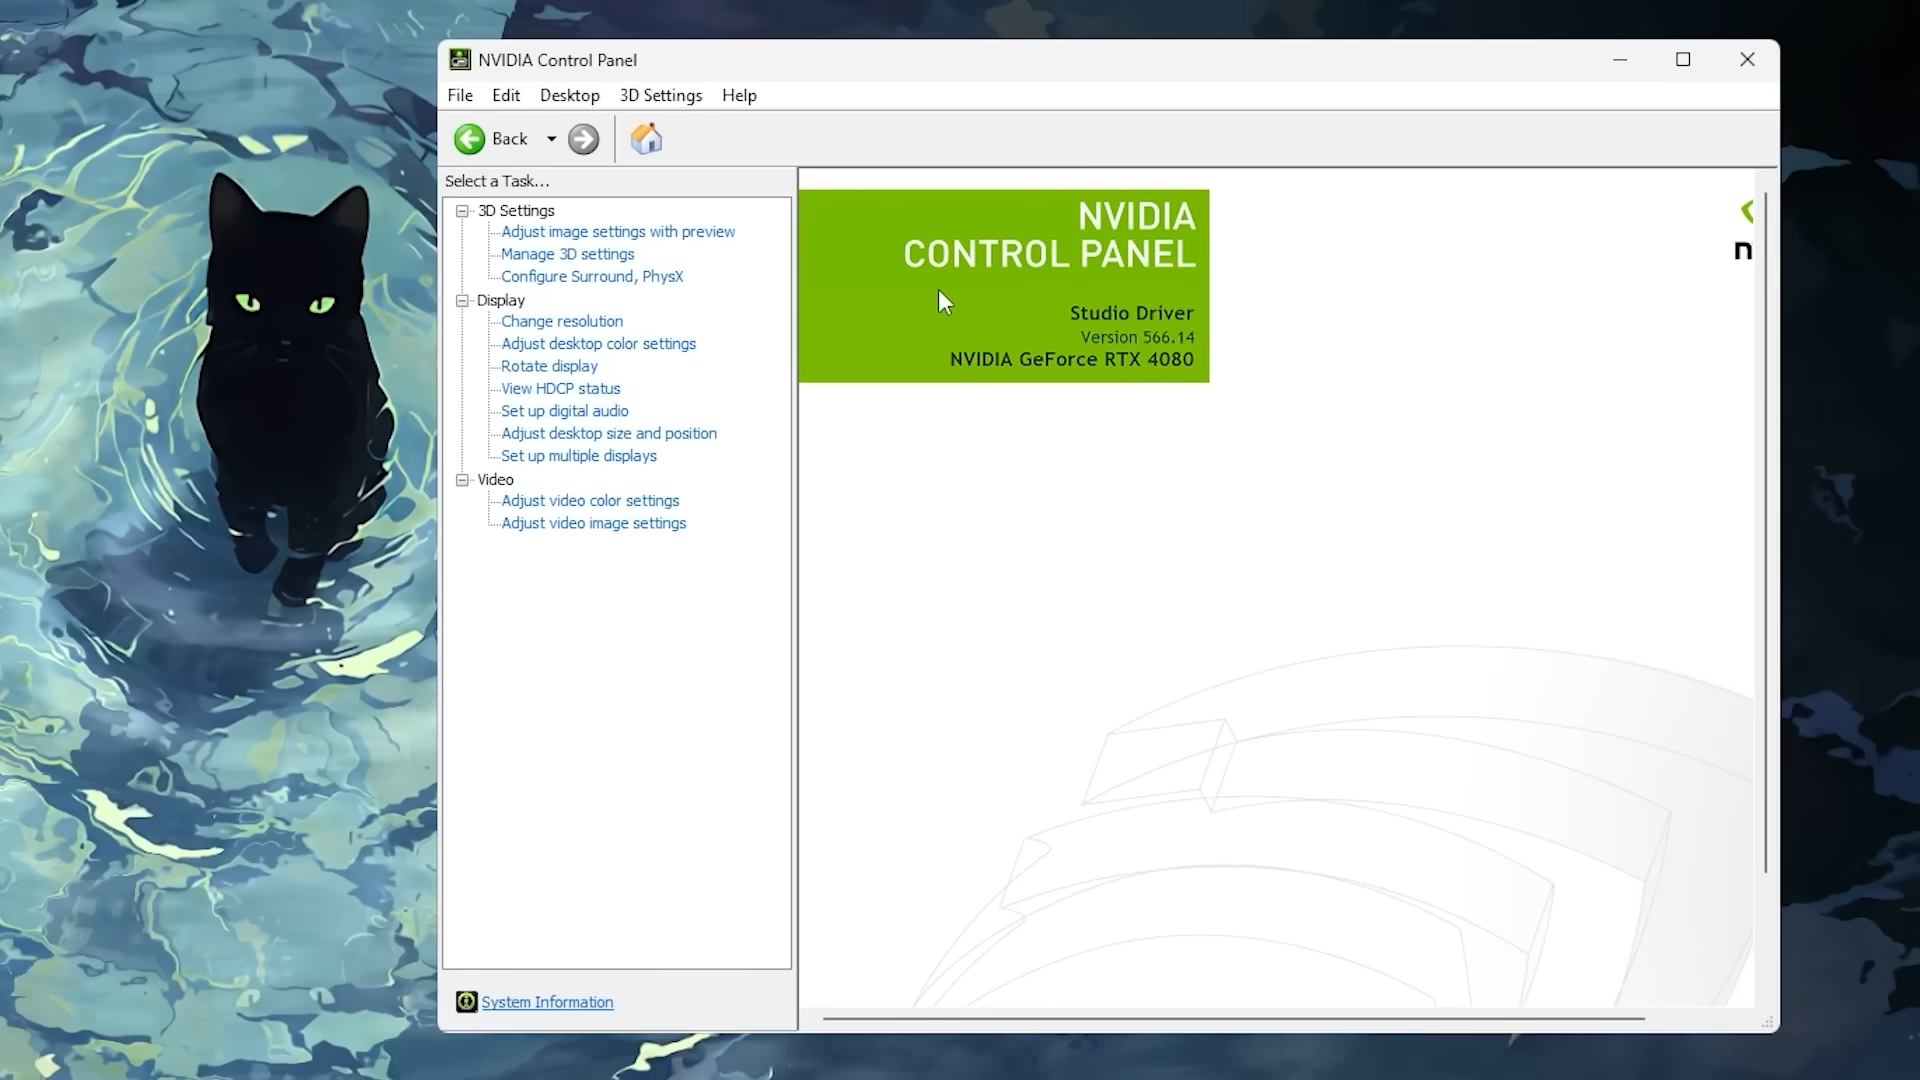 NVIDIA Control Panel
File Edit Desktop 3D Settings Help
Back
Select a Task...
3D Settings
Adjust image settings with preview
Manage 3D settings
Configure Surround, PhysX
Display
Change resolution
Adjust desktop color settings
Rotate display
View HDCP status
Set up digital audio
Adjust desktop size and position
Set up multiple displays
Video
Adjust video color settings
Adjust video image settings
System Information
NVIDIA
CONTROL PANEL
Studio Driver
Version 566.14
NVIDIA GeForce RTX 4080
n